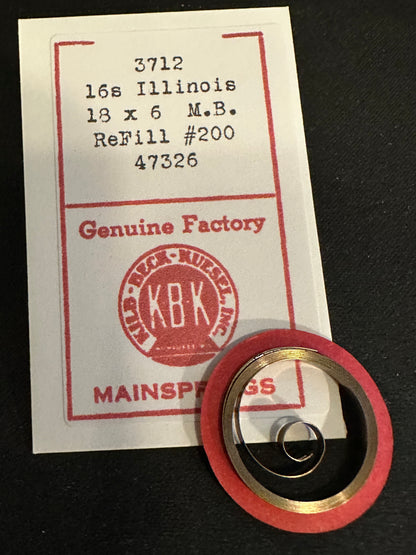 3712
16s Illinois
18 x 6 M.B.
ReFill #200
47326
Genuine Factory
KILB-BECK-KUESEL, INC.
KBK
MAINSPRINGS